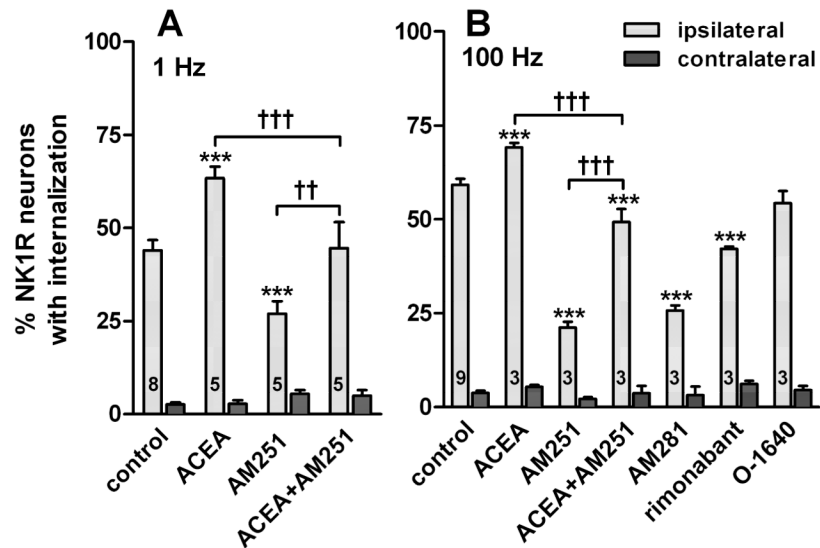 A
1 Hz
% NK1R neurons
with internalization
100%
75
50
25
0
†††
***
††
***
8 5 5 5
control
ACEA
AM251
ACEA+AM251
B
100 Hz
ipsilateral
contralateral
100
75
50
25
0
†††
***
†††
***
***
***
***
9 3 3 3 3 3 3
control
ACEA
AM251
ACEA+AM251
AM281
rimonabant
O-1640